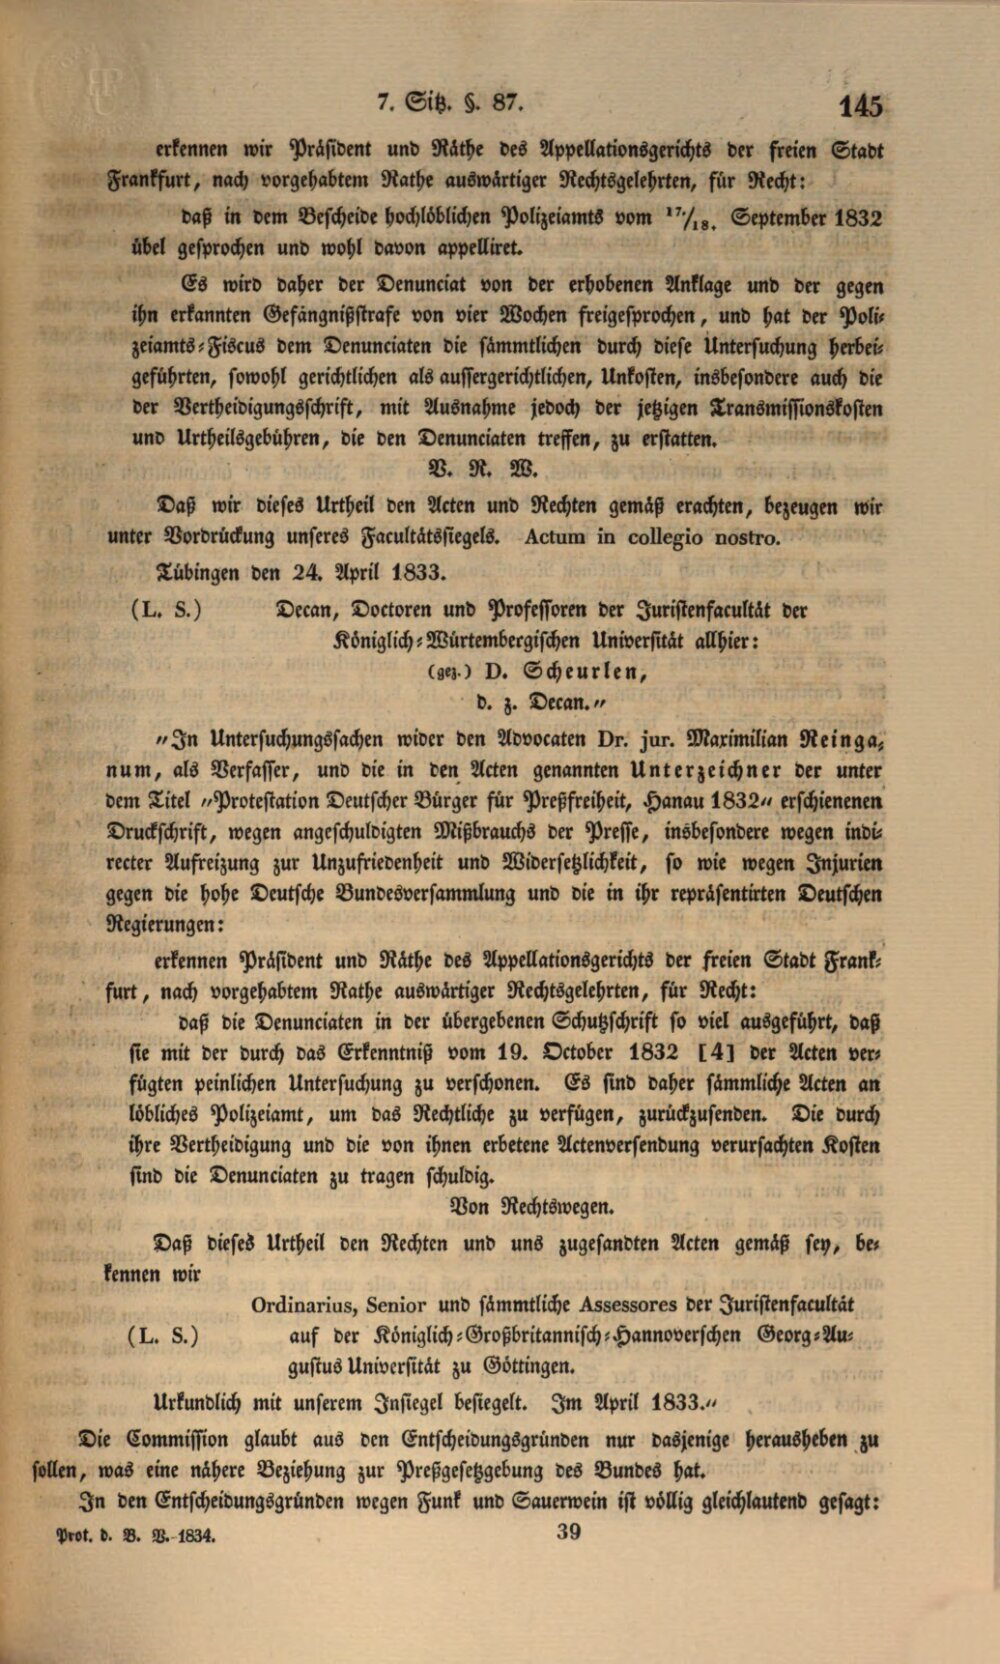 7. Sitz. §. 87.
145
erkennen wir Präsident und Räthe des Appellationsgerichts der freien Stadt
Frankfurt, nach vorgehabtem Rathe auswärtiger Rechtsgelehrten, für Recht:
daß in dem Bescheide hochlöblichen Polizeiamts vom 17./18. September 1832
übel gesprochen und wohl davon appelliret.
Es wird daher der Denunciat von der erhobenen Anklage und der gegen
ihn erkannten Gefängnißstrafe von vier Wochen freigesprochen, und hat der Poli-
zeiamts-Fiscus dem Denunciaten die sämmtlichen durch diese Untersuchung herbei-
geführten, sowohl gerichtlichen als aussergerichtlichen, Unkosten, insbesondere auch die
der Vertheidigungsschrift, mit Ausnahme jedoch der jetzigen Transmissionskosten
und Urtheilsgebühren, die den Denunciaten treffen, zu erstatten.
V. R. W.
Daß wir dieses Urtheil den Acten und Rechten gemäß erachten, bezeugen wir
unter Vordrückung unseres Facultätssiegels. Actum in collegio nostro.
Tübingen den 24. April 1833.
(L. S.) Decan, Doctoren und Professoren der Juristenfacultät der
Königlich-Würtembergischen Universität allhier:
(gez.) D. Scheurlen,
d. z. Decan."
"In Untersuchungssachen wider den Advocaten Dr. jur. Maximilian Reinga-
num, als Verfasser, und die in den Acten genannten Unterzeichner der unter
dem Titel "Protestation Deutscher Bürger für Preßfreiheit, Hanau 1832" erschienenen
Druckschrift, wegen angeschuldigten Mißbrauchs der Presse, insbesondere wegen indi-
recter Aufreizung zur Unzufriedenheit und Widersetzlichkeit, so wie wegen Injurien
gegen die hohe Deutsche Bundesversammlung und die in ihr repräsentirten Deutschen
Regierungen:
erkennen Präsident und Räthe des Appellationsgerichts der freien Stadt Frank-
furt, nach vorgehabtem Rathe auswärtiger Rechtsgelehrten, für Recht:
daß die Denunciaten in der übergebenen Schutzschrift so viel ausgeführt, daß
sie mit der durch das Erkenntniß vom 19. October 1832 [4] der Acten ver-
fügten peinlichen Untersuchung zu verschonen. Es sind daher sämmliche Acten an
löbliches Polizeiamt, um das Rechtliche zu verfügen, zurückzusenden. Die durch
ihre Vertheidigung und die von ihnen erbetene Actenversendung verursachten Kosten
sind die Denunciaten zu tragen schuldig.
Von Rechtswegen.
Daß dieses Urtheil den Rechten und uns zugesandten Acten gemäß sey, be-
kennen wir
Ordinarius, Senior und sämmtliche Assessores der Juristenfacultät
(L. S.) auf der Königlich-Großbritannisch-Hannoverschen Georg-Au-
gustus Universität zu Göttingen.
Urkundlich mit unserem Insiegel besiegelt. Im April 1833."
Die Commission glaubt aus den Entscheidungsgründen nur dasjenige herausheben zu
sollen, was eine nähere Beziehung zur Preßgesetzgebung des Bundes hat.
In den Entscheidungsgründen wegen Funk und Sauerwein ist völlig gleichlautend gesagt:
Prot. d. B. V. 1834.
39